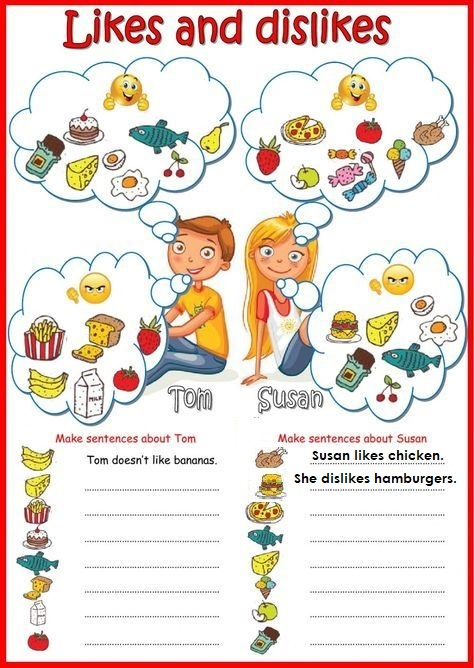 Likes and dislikes
MILK
Tom
Susan
Make sentences about Tom
Tom doesn't like bananas.
Make sentences about Susan
Susan likes chicken.
She dislikes hamburgers.